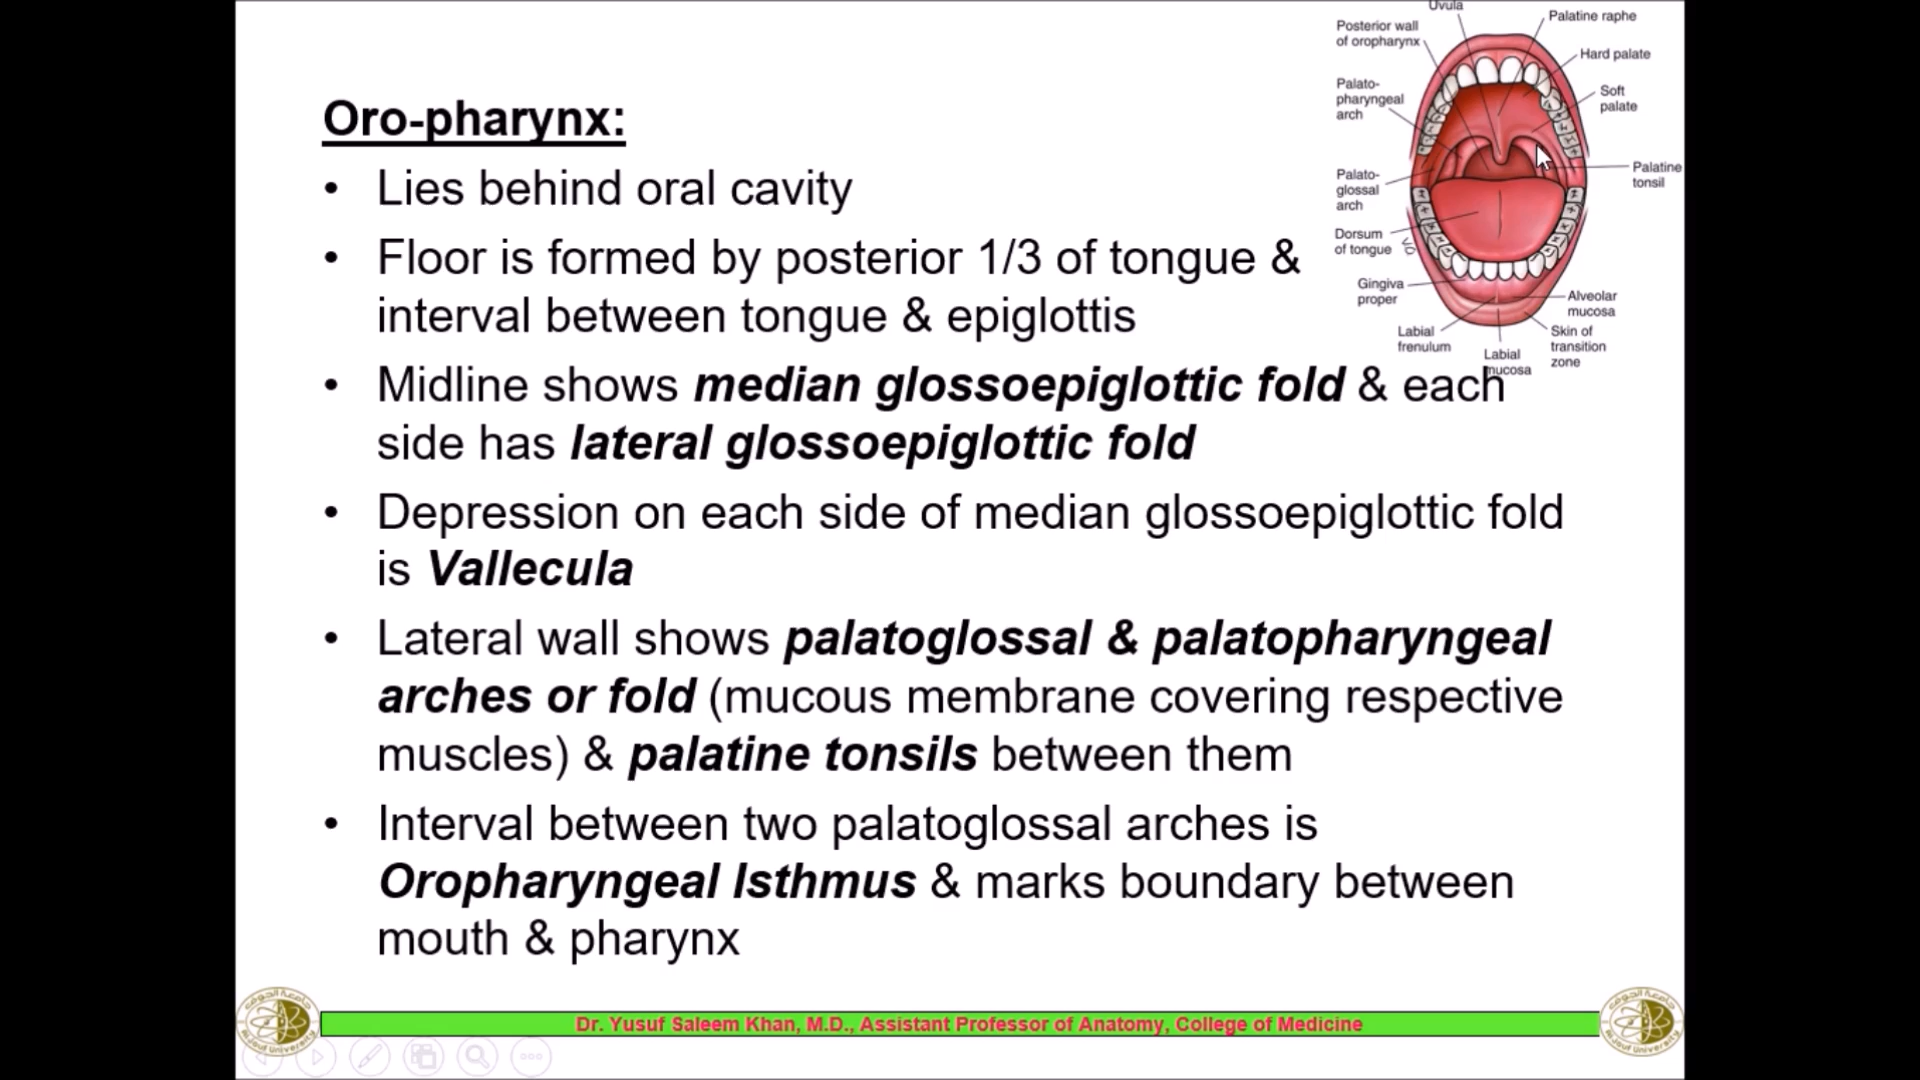 Uvula
Palatine raphe
Posterior wall
of oropharynx
Hard palate
Palato-
pharyngeal
arch
Soft
palate
Palatine
tonsil
Palato-
glossal
arch
Dorsum
of tongue
Gingiva
proper
Alveolar
mucosa
Labial
frenulum
Skin of
transition
zone
Labial
mucosa
Oro-pharynx:
• Lies behind oral cavity
• Floor is formed by posterior 1/3 of tongue &
interval between tongue & epiglottis
• Midline shows median glossoepiglottic fold & each
side has lateral glossoepiglottic fold
• Depression on each side of median glossoepiglottic fold
is Vallecula
• Lateral wall shows palatoglossal & palatopharyngeal
arches or fold (mucous membrane covering respective
muscles) & palatine tonsils between them
• Interval between two palatoglossal arches is
Oropharyngeal Isthmus & marks boundary between
mouth & pharynx
Dr. Yusuf Saleem Khan, M.D., Assistant Professor of Anatomy, College of Medicine